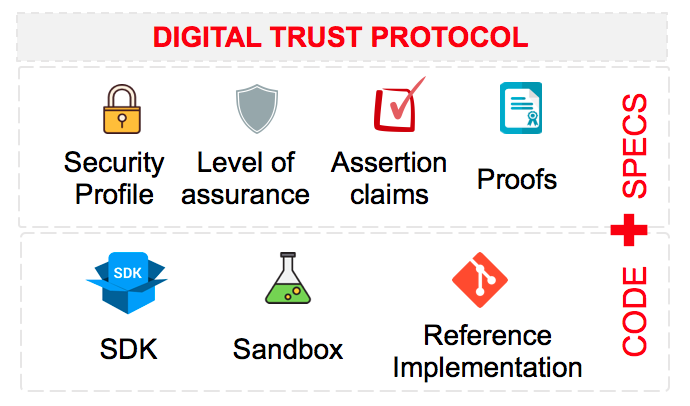 DIGITAL TRUST PROTOCOL
Security
Profile
Level of
assurance
Assertion
claims
Proofs
SPECS
+
CODE
SDK
SDK
Sandbox
Reference
Implementation